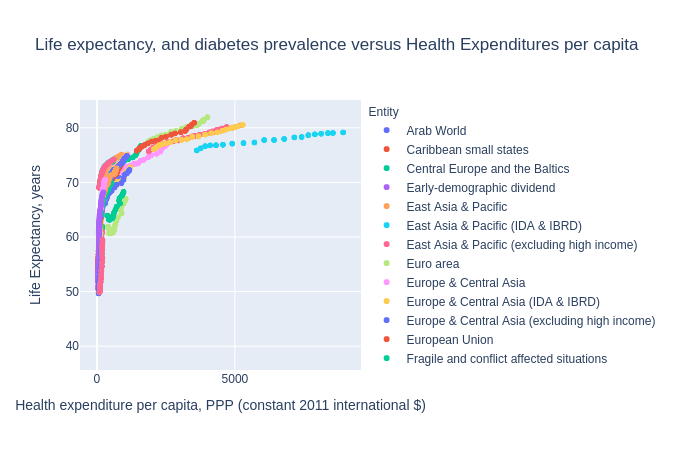 Life expectancy, and diabetes prevalence versus Health Expenditures per capita
Entity
Arab World
Caribbean small states
Central Europe and the Baltics
Early-demographic dividend
East Asia & Pacific
East Asia & Pacific (IDA & IBRD)
East Asia & Pacific (excluding high income)
Euro area
Europe & Central Asia
Europe & Central Asia (IDA & IBRD)
Europe & Central Asia (excluding high income)
European Union
Fragile and conflict affected situations
Life Expectancy, years
80
70
60
50
40
0
5000
Health expenditure per capita, PPP (constant 2011 international $)